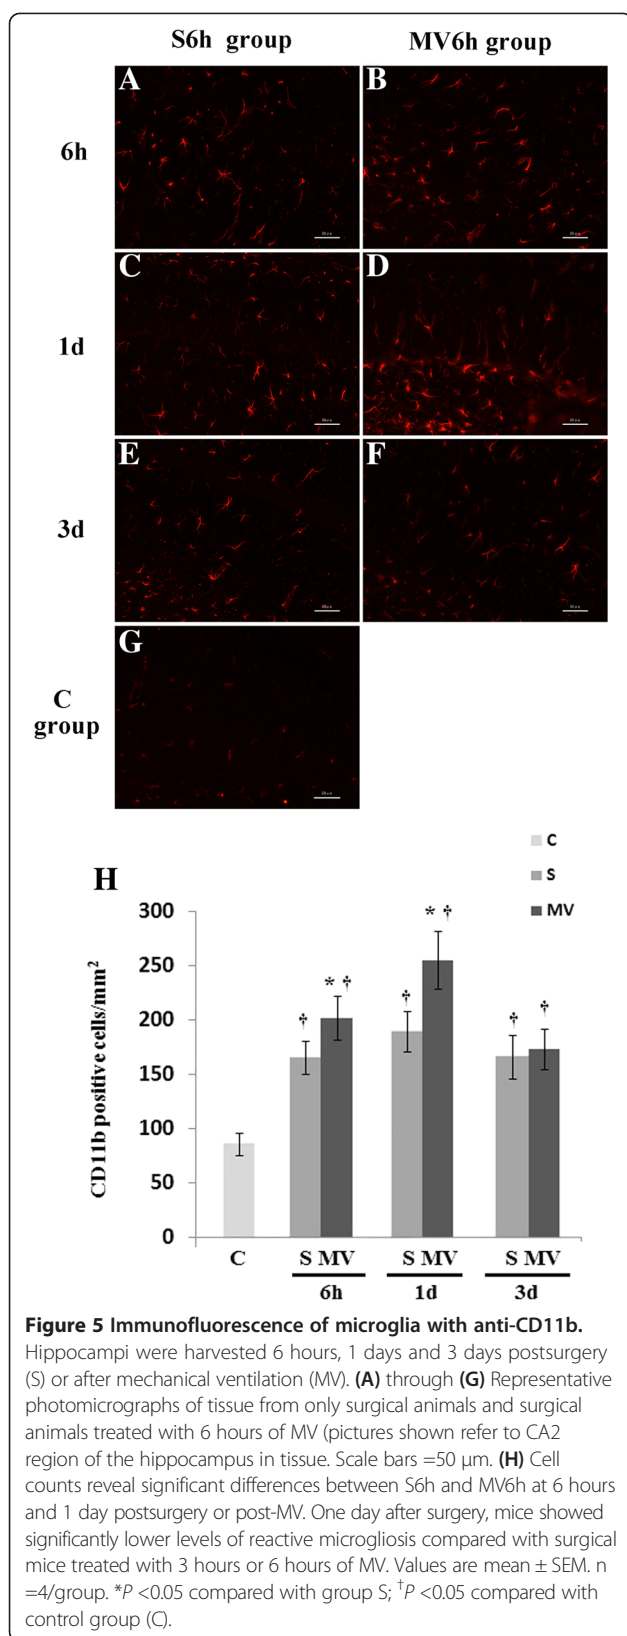 S6h group MV6h group
A B
6h
C D
1d
E F
3d
G
C
group
H
C
S
MV
CD11b positive cells/mm²
300
250
200
150
100
50
0
† * † † * † † †
C S MV S MV S MV
6h 1d 3d
Figure 5 Immunofluorescence of microglia with anti-CD11b.
Hippocampi were harvested 6 hours, 1 days and 3 days postsurgery
(S) or after mechanical ventilation (MV). (A) through (G) Representative
photomicrographs of tissue from only surgical animals and surgical
animals treated with 6 hours of MV (pictures shown refer to CA2
region of the hippocampus in tissue. Scale bars =50 μm. (H) Cell
counts reveal significant differences between S6h and MV6h at 6 hours
and 1 day postsurgery or post-MV. One day after surgery, mice showed
significantly lower levels of reactive microgliosis compared with surgical
mice treated with 3 hours or 6 hours of MV. Values are mean ± SEM. n
=4/group. *P <0.05 compared with group S; †P <0.05 compared with
control group (C).